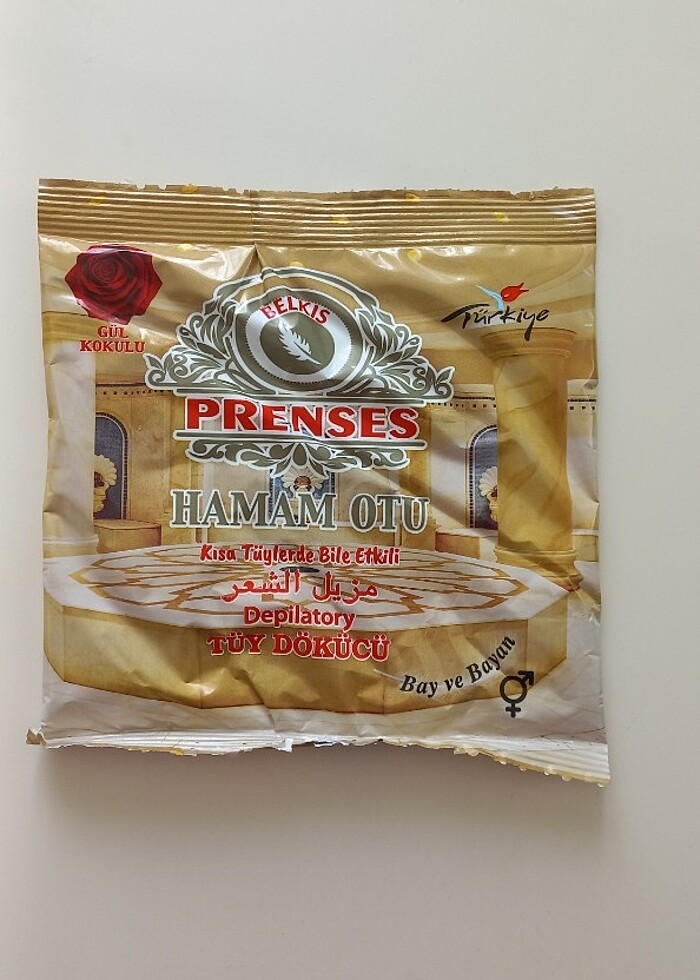 BELKIS
Türkiye
GÜL
KOKULU
PRENSES
HAMAM OTU
Kısa Tüylerde Bile Etkili
مزيل الشعر
Depilatory
TÜY DÖKÜCÜ
Bay ve Bayan